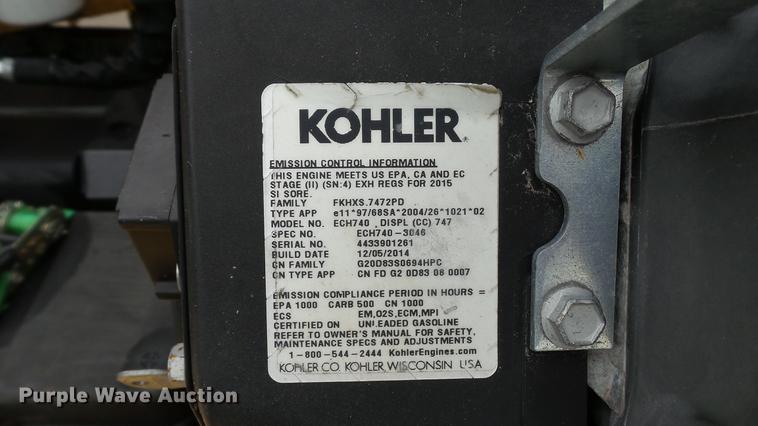 KOHLER
EMISSION CONTROL INFORMATION
THIS ENGINE MEETS US EPA, CA AND EC
STAGE (II) (SN:4) EXH REGS FOR 2015
SI SORE.
FAMILY FKHXS.7472PD
TYPE APP e11*97/68SA*2004/26*1021*02
MODEL NO. ECH740 DISPL (CC) 747
SPEC NO. ECH740-3046
SERIAL NO. 4433901261
BUILD DATE 12/05/2014
CN FAMILY G20D83S0694HPC
CN TYPE APP CN FD G2 0D83 08 0007
EMISSION COMPLIANCE PERIOD IN HOURS =
EPA 1000 CARB 500 CN 1000
ECS EM,O2S,ECM,MPI
CERTIFIED ON UNLEADED GASOLINE
REFER TO OWNER'S MANUAL FOR SAFETY,
MAINTENANCE SPECS AND ADJUSTMENTS
1-800-544-2444 KohlerEngines.com
KOHLER CO. KOHLER, WISCONSIN USA
Purple Wave Auction